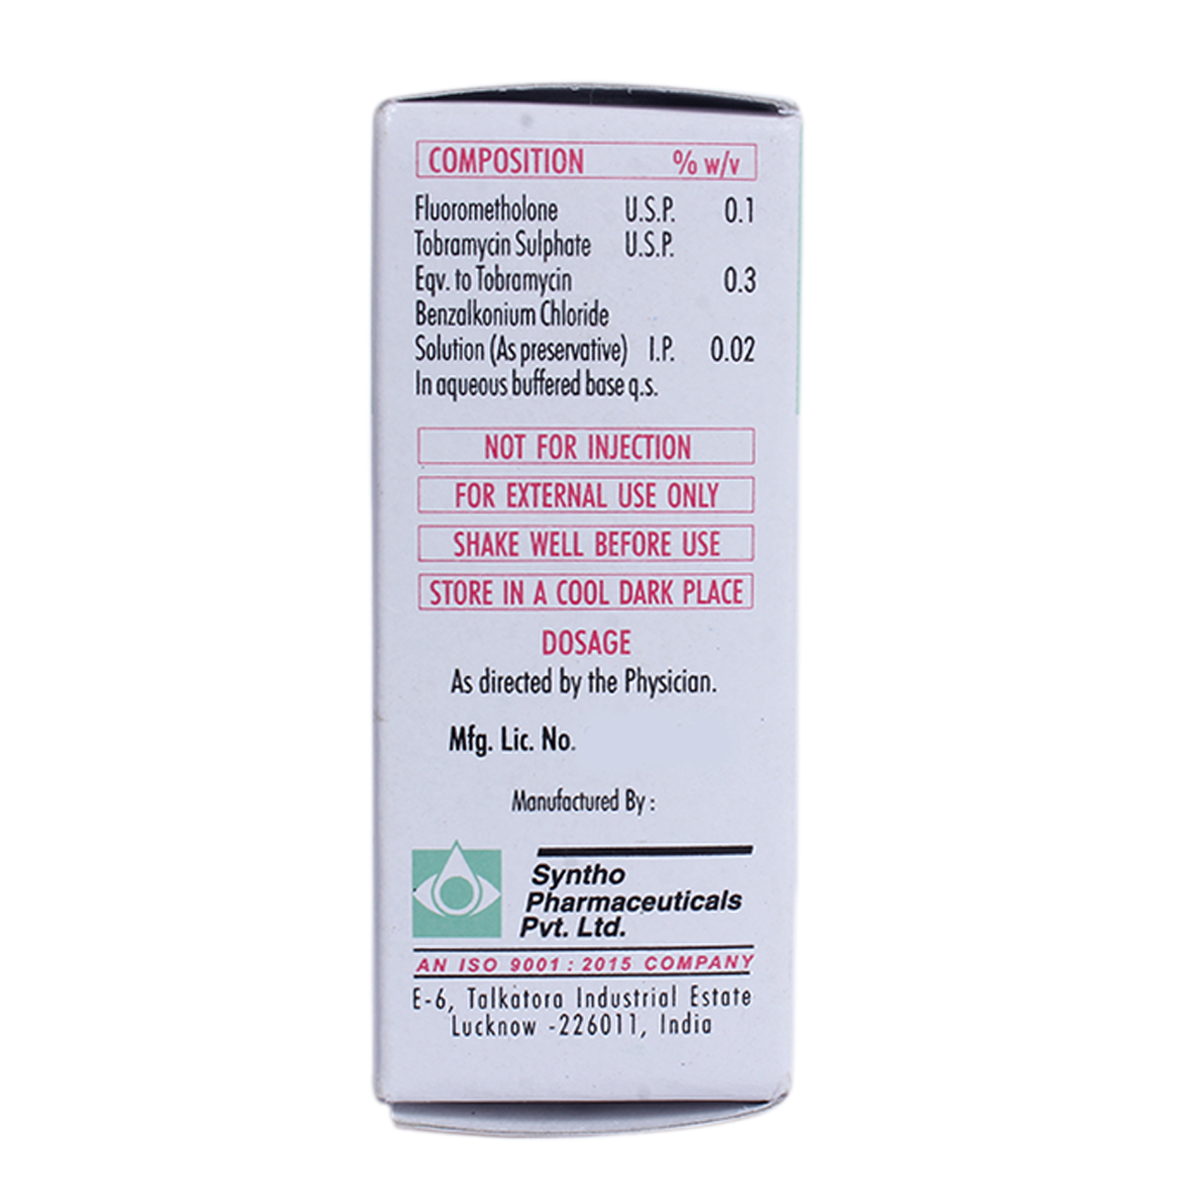 COMPOSITION % w/v
Fluorometholone U.S.P. 0.1
Tobramycin Sulphate U.S.P.
Eqv. to Tobramycin 0.3
Benzalkonium Chloride
Solution (As preservative) I.P. 0.02
In aqueous buffered base q.s.
NOT FOR INJECTION
FOR EXTERNAL USE ONLY
SHAKE WELL BEFORE USE
STORE IN A COOL DARK PLACE
DOSAGE
As directed by the Physician.
Mfg. Lic. No.
Manufactured By :
Syntho
Pharmaceuticals
Pvt. Ltd.
AN ISO 9001 : 2015 COMPANY
E-6, Talkatora Industrial Estate
Lucknow -226011, India